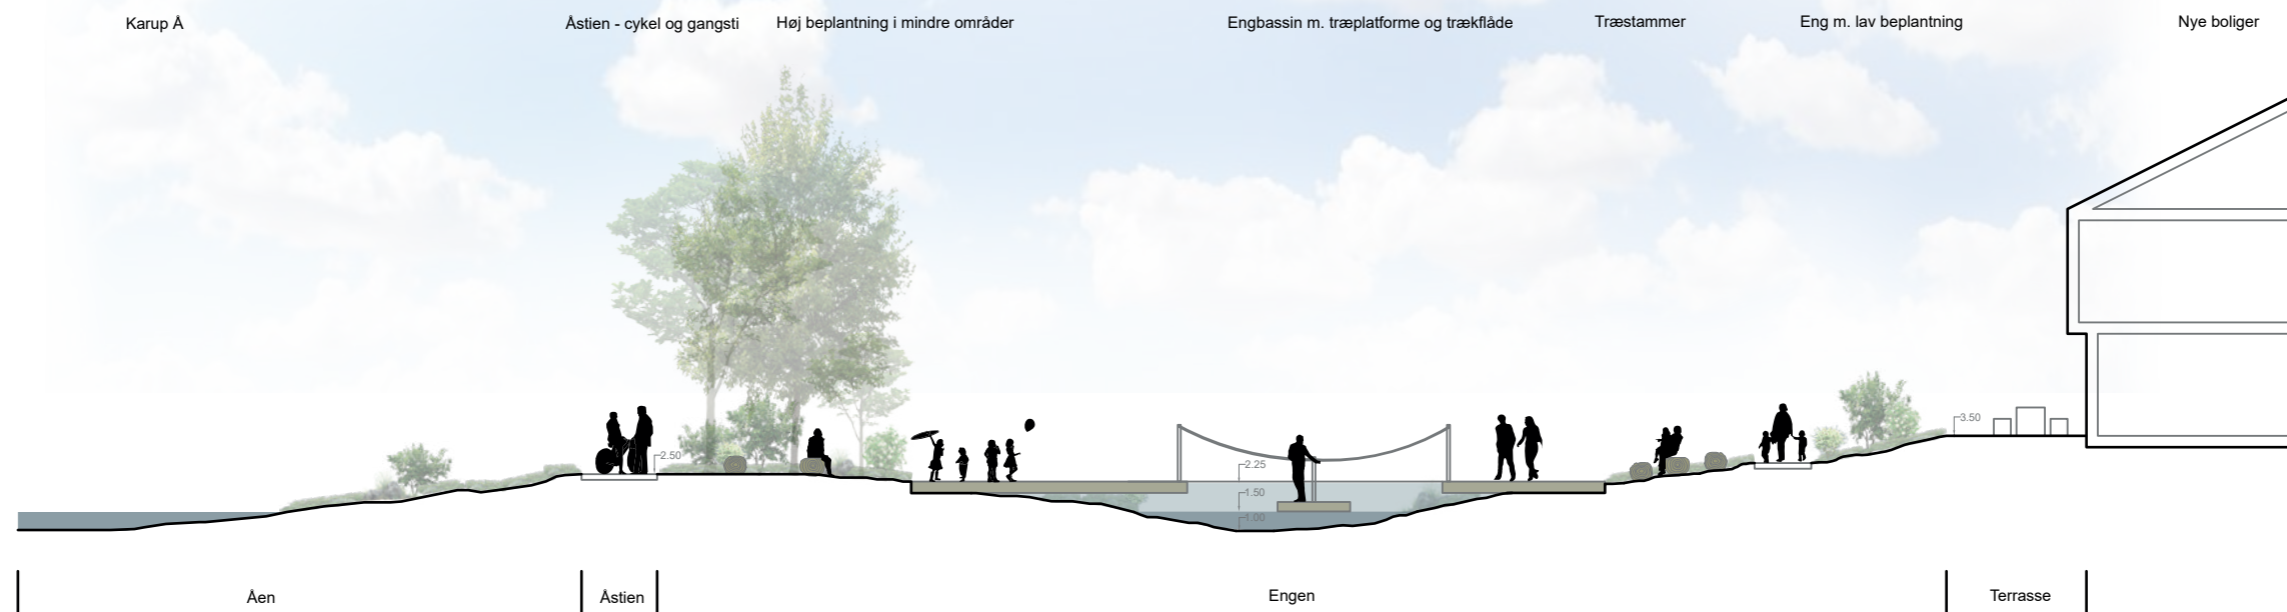 Karup Å
Åstien - cykel og gangsti
Høj beplantning i mindre områder
Engbassin m. træplatforme og trækflåde
Træstammer
Eng m. lav beplantning
Nye boliger
3.50
2.50
2.25
1.50
1.00
Åen
Åstien
Engen
Terrasse